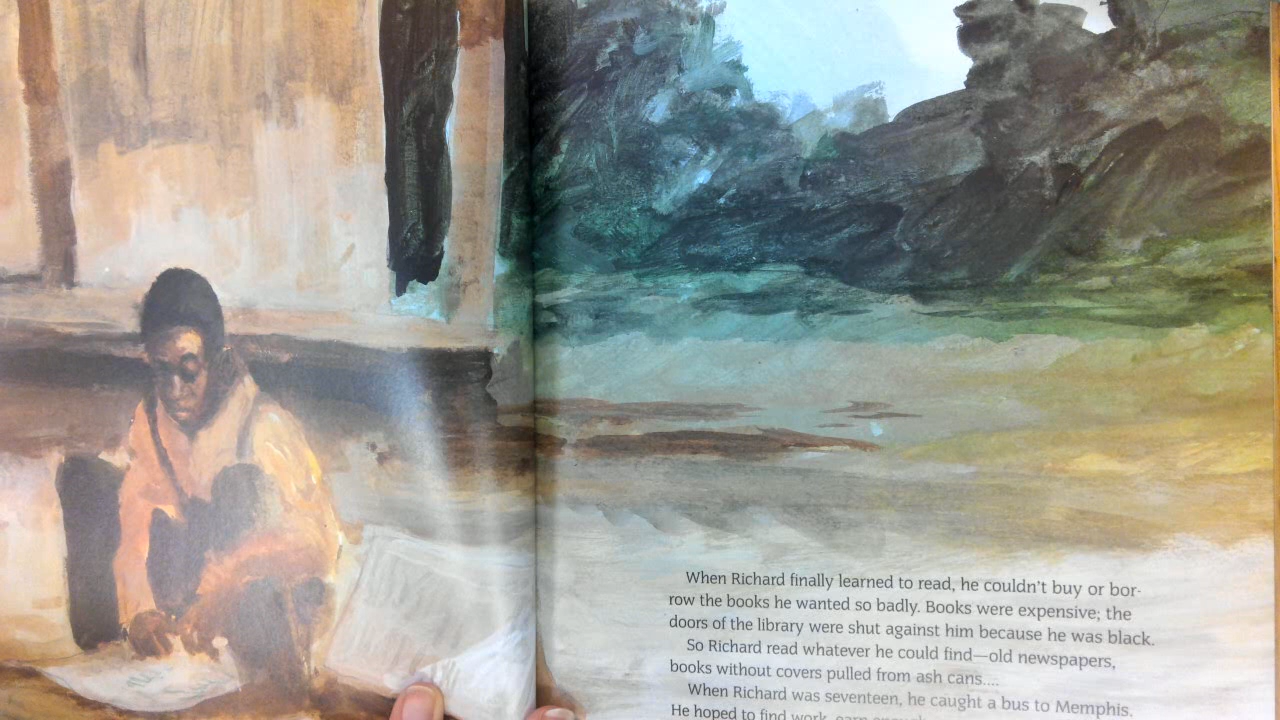 When Richard finally learned to read, he couldn't buy or bor-
row the books he wanted so badly. Books were expensive; the
doors of the library were shut against him because he was black.
So Richard read whatever he could find—old newspapers,
books without covers pulled from ash cans....
When Richard was seventeen, he caught a bus to Memphis.
He hoped to find work, earn enough